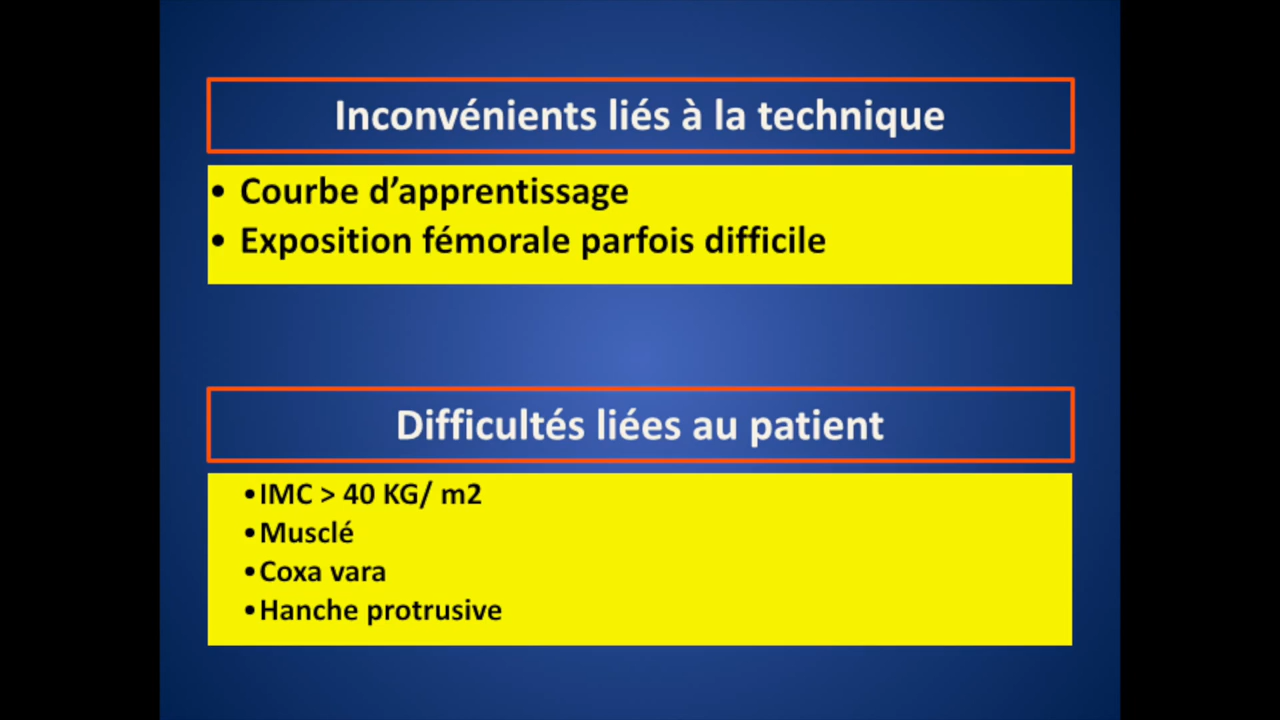 Inconvénients liés à la technique
• Courbe d’apprentissage
• Exposition fémorale parfois difficile
Difficultés liées au patient
•IMC > 40 KG/ m2
•Musclé
•Coxa vara
•Hanche protrusive